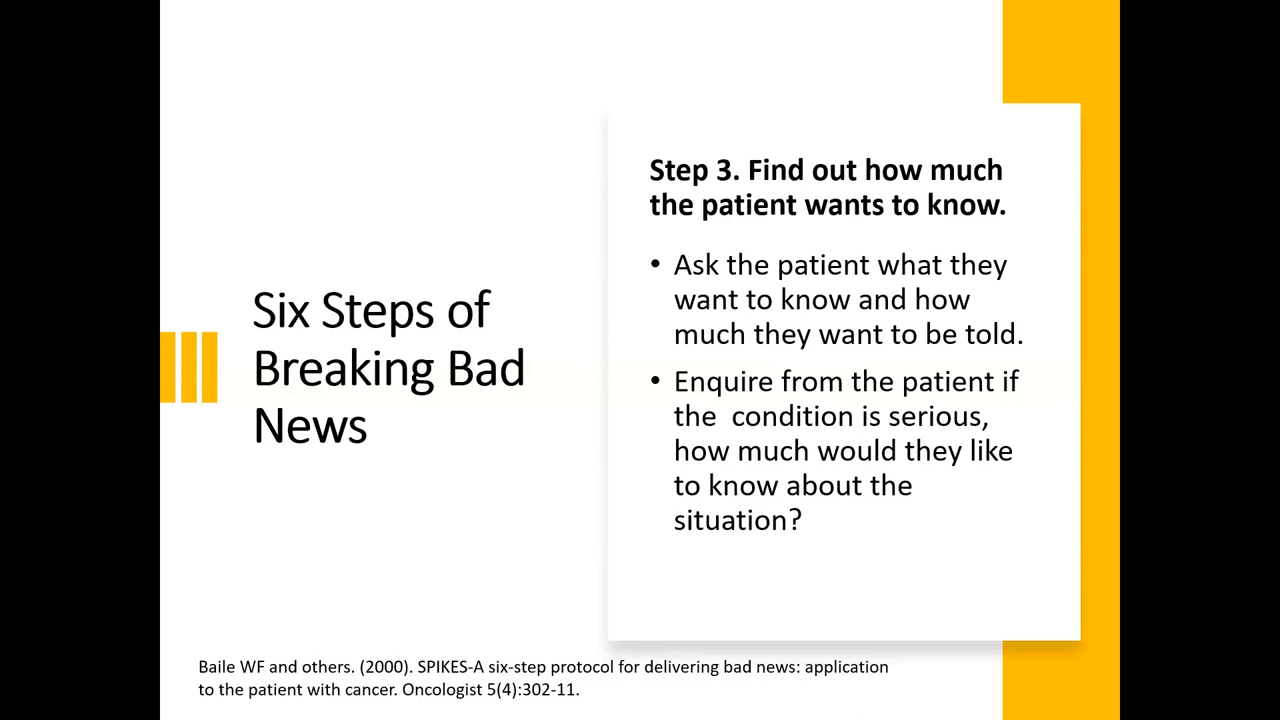 Six Steps of
Breaking Bad
News
Step 3. Find out how much
the patient wants to know.
• Ask the patient what they
want to know and how
much they want to be told.
• Enquire from the patient if
the  condition is serious,
how much would they like
to know about the
situation?
Baile WF and others. (2000). SPIKES-A six-step protocol for delivering bad news: application
to the patient with cancer. Oncologist 5(4):302-11.